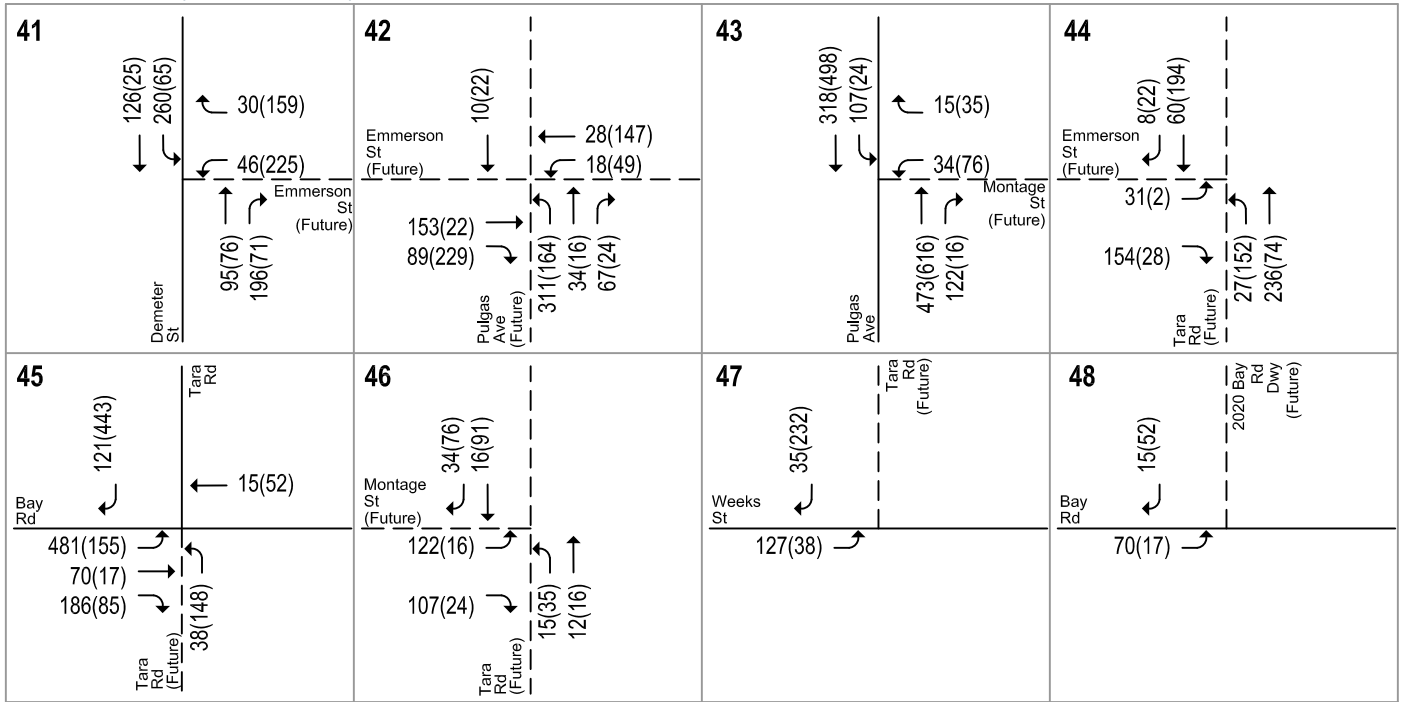 41
126(25)
260(65)
30(159)
46(225)
Emmerson
St
(Future)
95(76)
196(71)
Demeter
St
42
10(22)
Emmerson
St
(Future)
28(147)
18(49)
153(22)
89(229)
311(164)
34(16)
67(24)
Pulgas
Ave
(Future)
43
318(498)
107(24)
15(35)
34(76)
Montage
St
(Future)
473(616)
122(16)
Pulgas
Ave
44
8(22)
60(194)
Emmerson
St
(Future)
31(2)
154(28)
27(152)
236(74)
Tara
Rd
(Future)
45
Tara
Rd
121(443)
15(52)
Bay
Rd
481(155)
70(17)
186(85)
38(148)
Tara
Rd
(Future)
46
34(76)
16(91)
Montage
St
(Future)
122(16)
107(24)
15(35)
12(16)
Tara
Rd
(Future)
47
Tara
Rd
(Future)
35(232)
Weeks
St
127(38)
48
2020 Bay
Rd
Dwy
(Future)
15(52)
Bay
Rd
70(17)